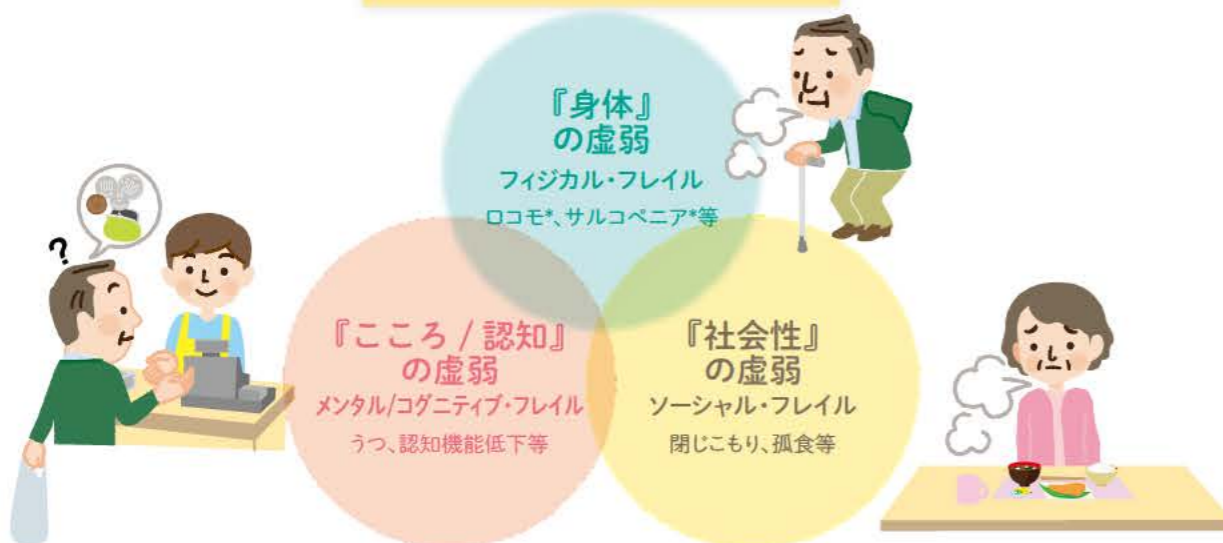 『身体』
の虚弱
フィジカル・フレイル
ロコモ*、サルコペニア*等
?
『こころ / 認知』
の虚弱
メンタル/コグニティブ・フレイル
うつ、認知機能低下等
『社会性』
の虚弱
ソーシャル・フレイル
閉じこもり、孤食等